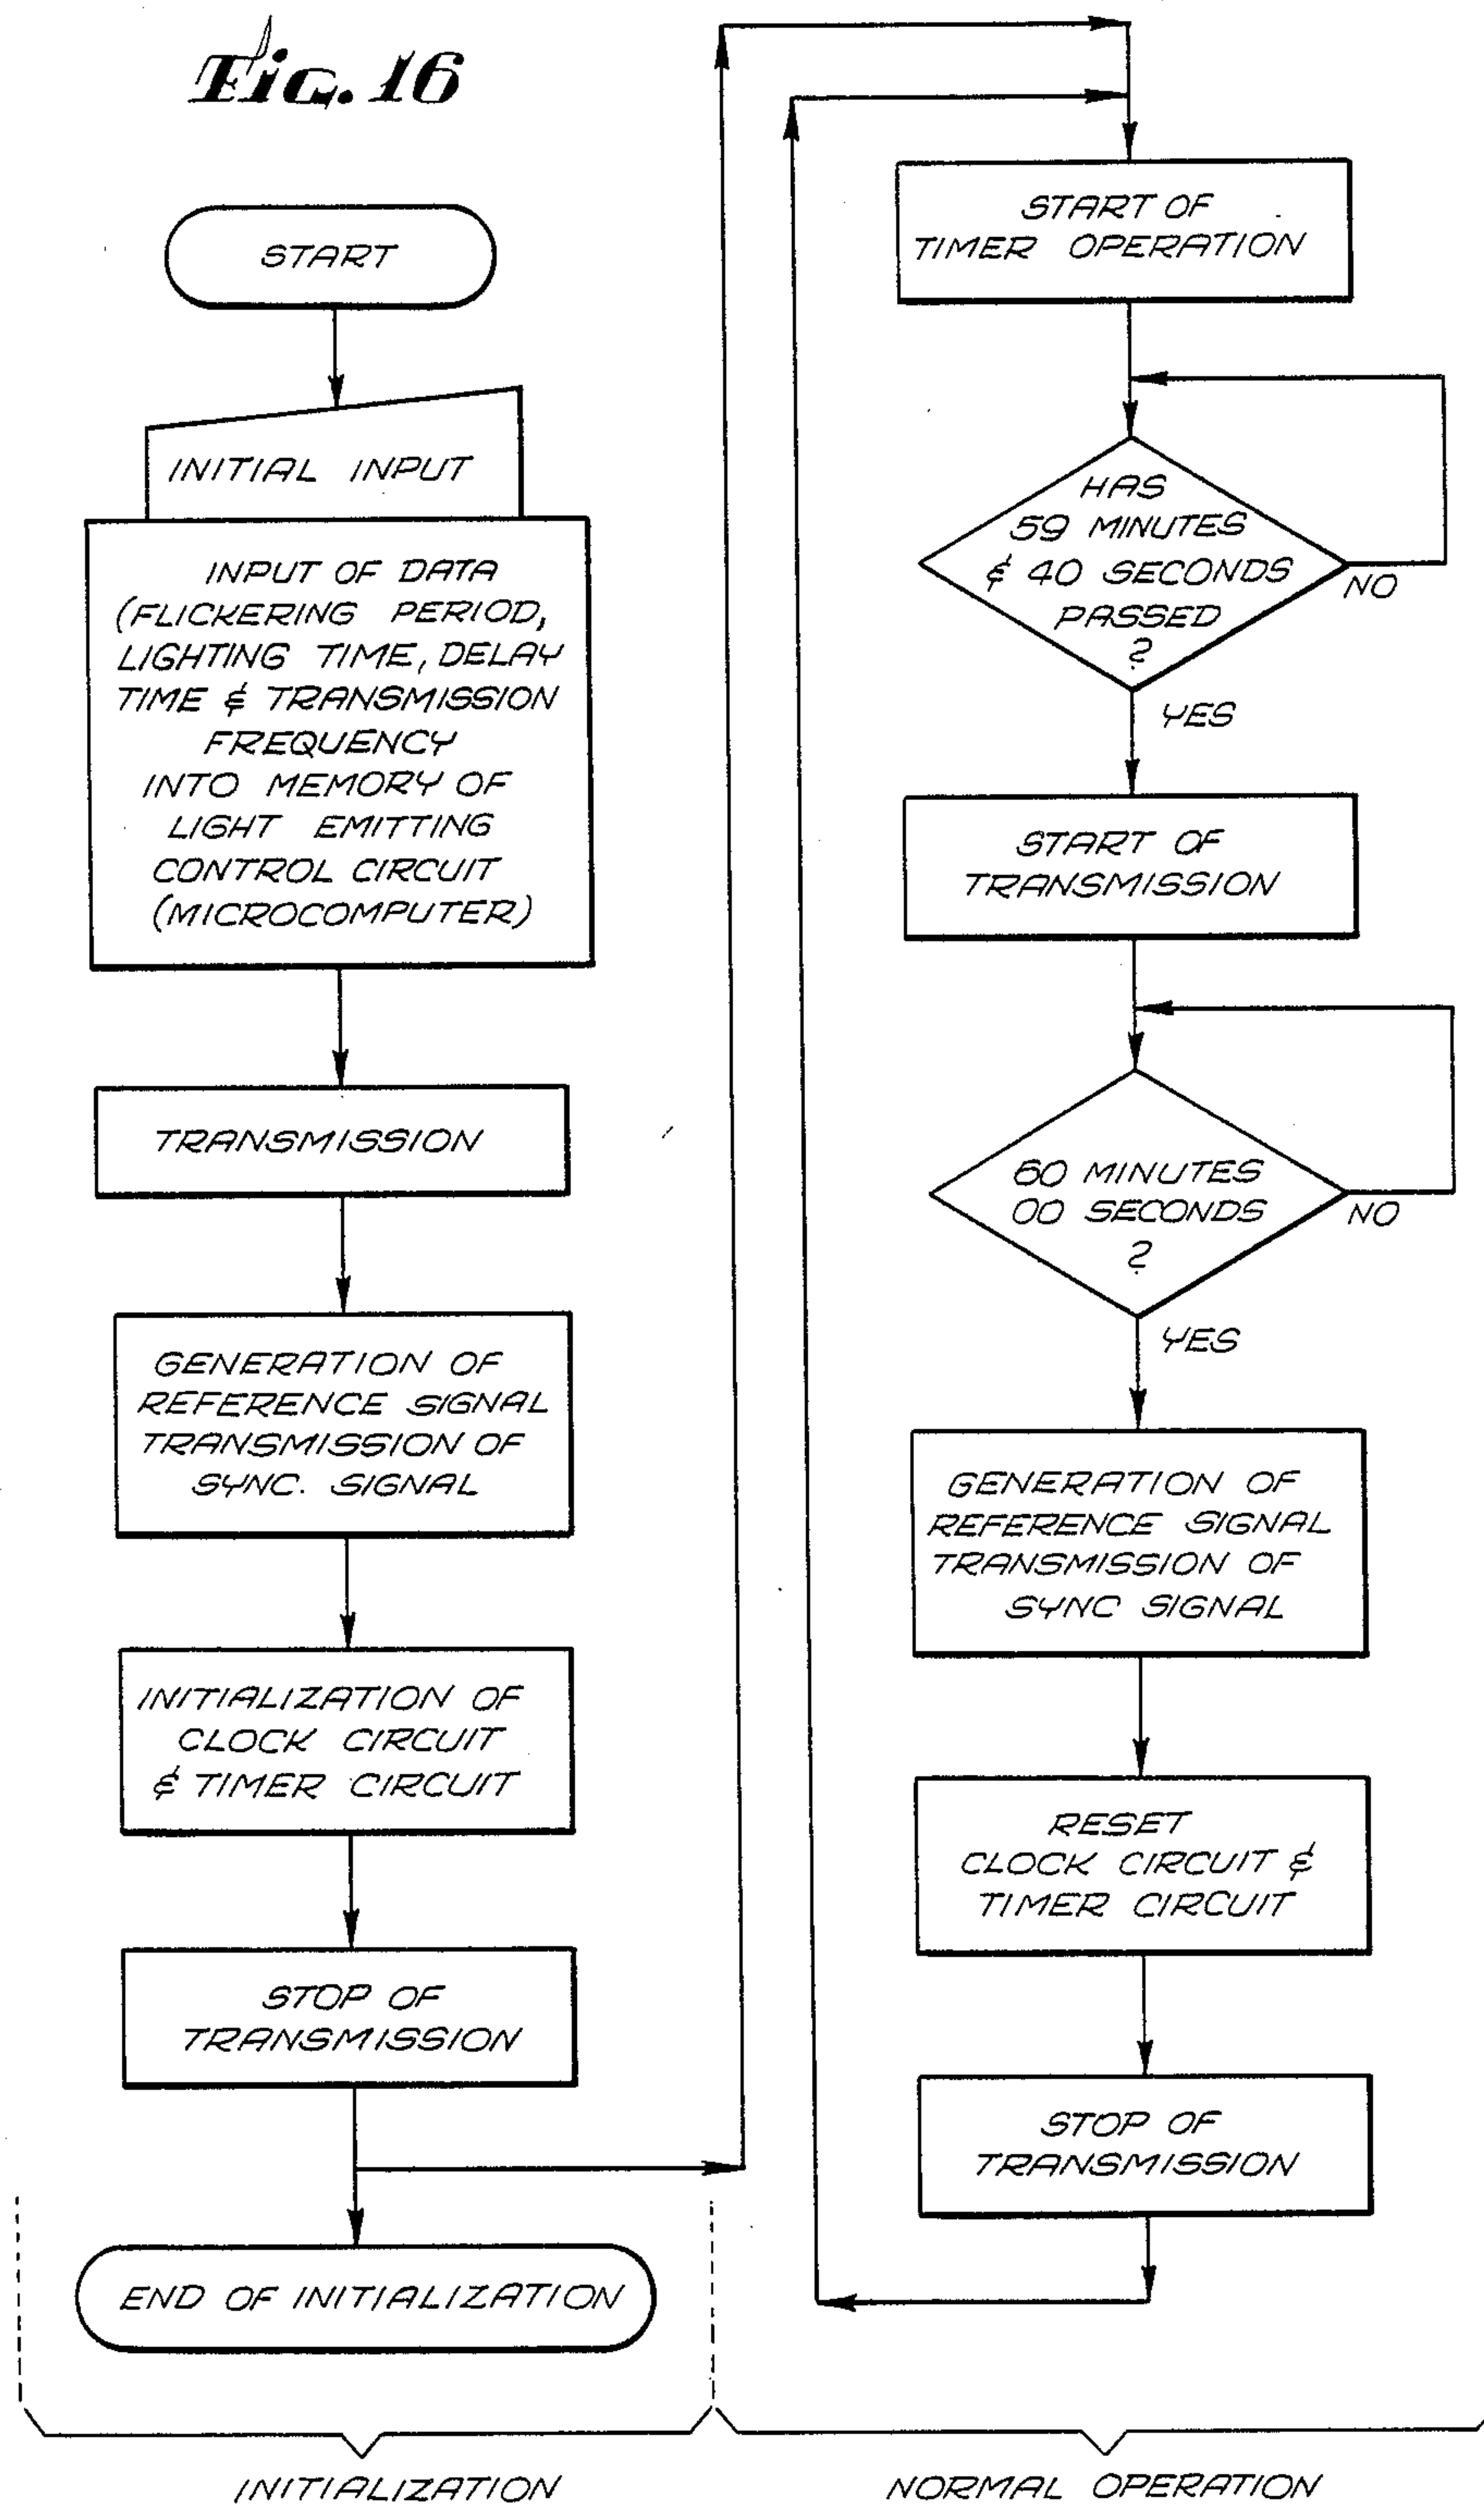 Fig. 16
START
INITIAL INPUT
INPUT OF DATA
(FLICKERING PERIOD,
LIGHTING TIME, DELAY
TIME & TRANSMISSION
FREQUENCY
INTO MEMORY OF
LIGHT EMITTING
CONTROL CIRCUIT
(MICROCOMPUTER)
TRANSMISSION
GENERATION OF
REFERENCE SIGNAL
TRANSMISSION OF
SYNC. SIGNAL
INITIALIZATION OF
CLOCK CIRCUIT
& TIMER CIRCUIT
STOP OF
TRANSMISSION
END OF INITIALIZATION
INITIALIZATION
START OF
TIMER OPERATION
HAS
59 MINUTES
& 40 SECONDS
PASSED
?
NO
YES
START OF
TRANSMISSION
60 MINUTES
00 SECONDS
?
NO
YES
GENERATION OF
REFERENCE SIGNAL
TRANSMISSION OF
SYNC SIGNAL
RESET
CLOCK CIRCUIT &
TIMER CIRCUIT
STOP OF
TRANSMISSION
NORMAL OPERATION